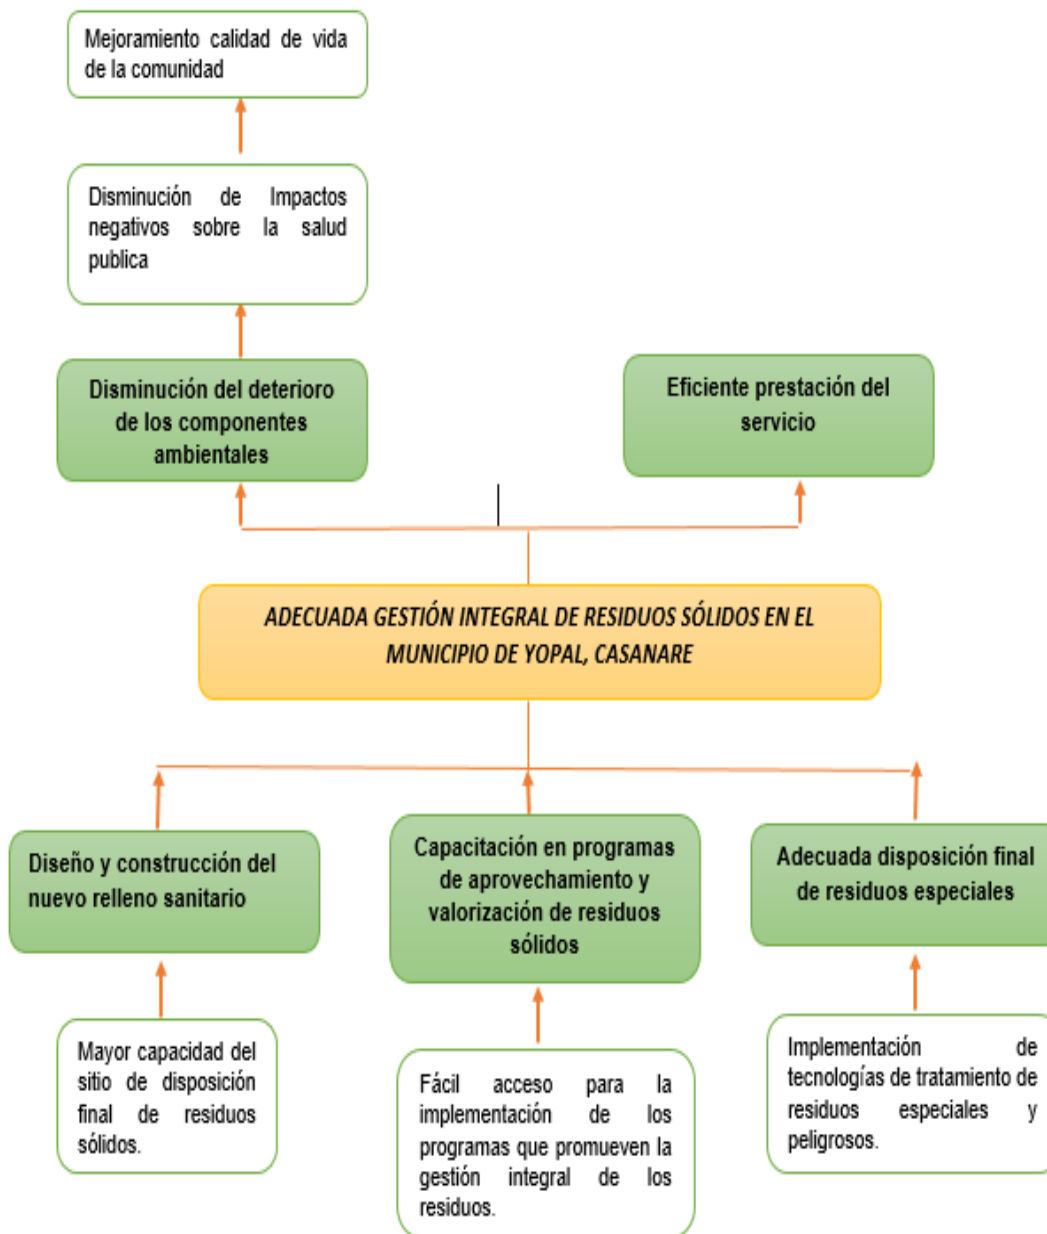 Mejoramiento calidad de vida
de la comunidad
Disminución de Impactos
negativos sobre la salud
publica
Disminución del deterioro
de los componentes
ambientales
Eficiente prestación del
servicio
ADECUADA GESTIÓN INTEGRAL DE RESIDUOS SÓLIDOS EN EL
MUNICIPIO DE YOPAL, CASANARE
Diseño y construcción del
nuevo relleno sanitario
Capacitación en programas
de aprovechamiento y
valorización de residuos
sólidos
Adecuada disposición final
de residuos especiales
Mayor capacidad del
sitio de disposición
final de residuos
sólidos.
Fácil acceso para la
implementación de los
programas que promueven la
gestión integral de los
residuos.
Implementación de
tecnologías de tratamiento de
residuos especiales y
peligrosos.